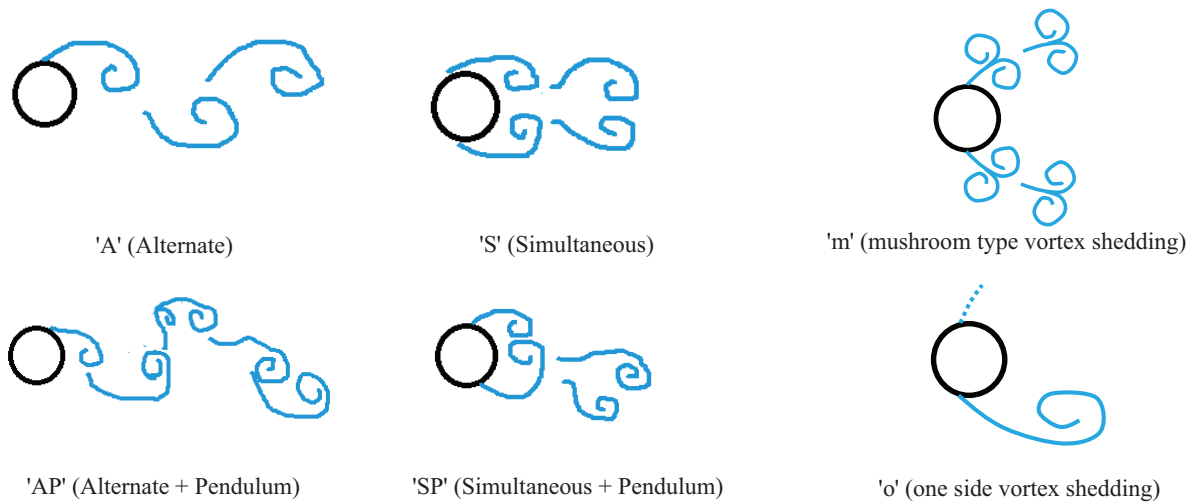 'A' (Alternate)
'S' (Simultaneous)
'm' (mushroom type vortex shedding)
'AP' (Alternate + Pendulum)
'SP' (Simultaneous + Pendulum)
'o' (one side vortex shedding)